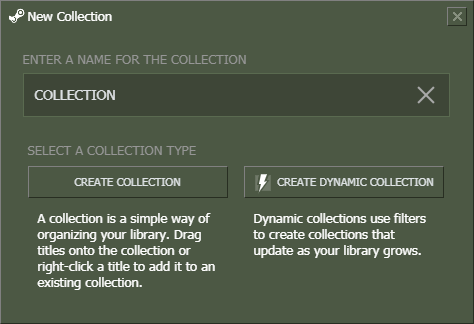 New Collection
ENTER A NAME FOR THE COLLECTION
COLLECTION
SELECT A COLLECTION TYPE
CREATE COLLECTION
CREATE DYNAMIC COLLECTION
A collection is a simple way of
organizing your library. Drag
titles onto the collection or
right-click a title to add it to an
existing collection.
Dynamic collections use filters
to create collections that
update as your library grows.